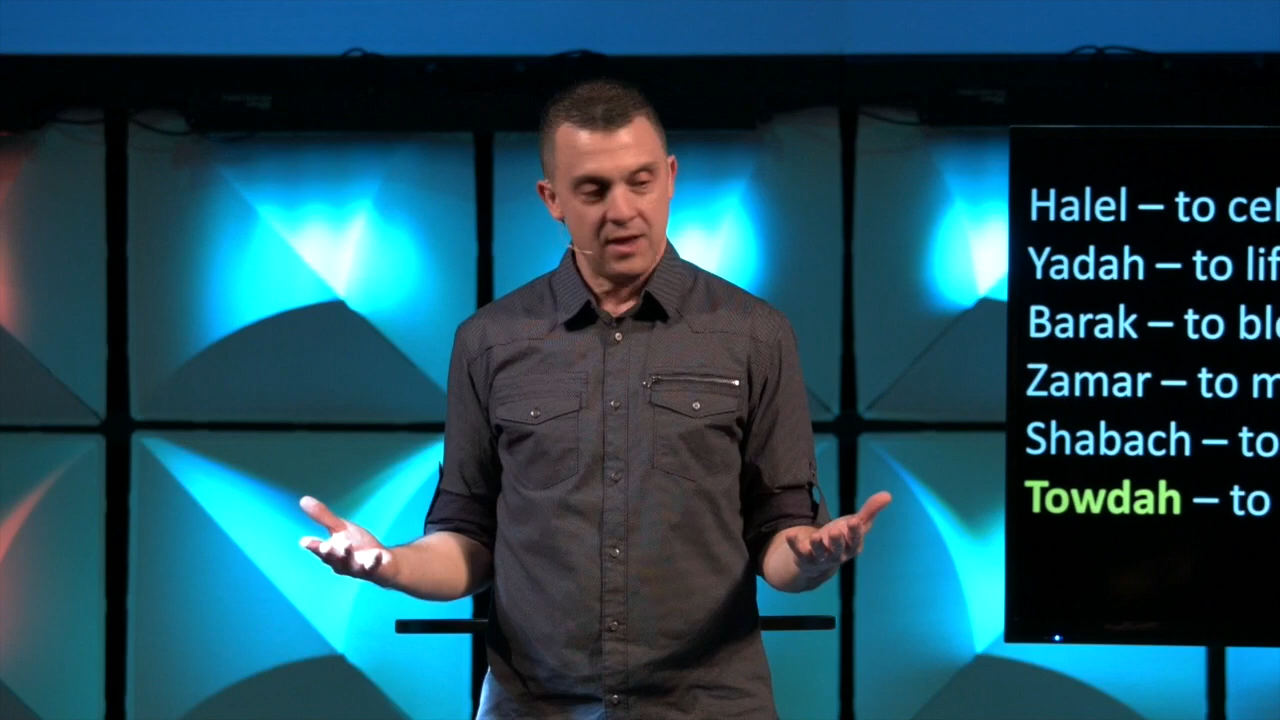 Halel – to cel
Yadah – to lif
Barak – to ble
Zamar – to m
Shabach – to
Towdah – to